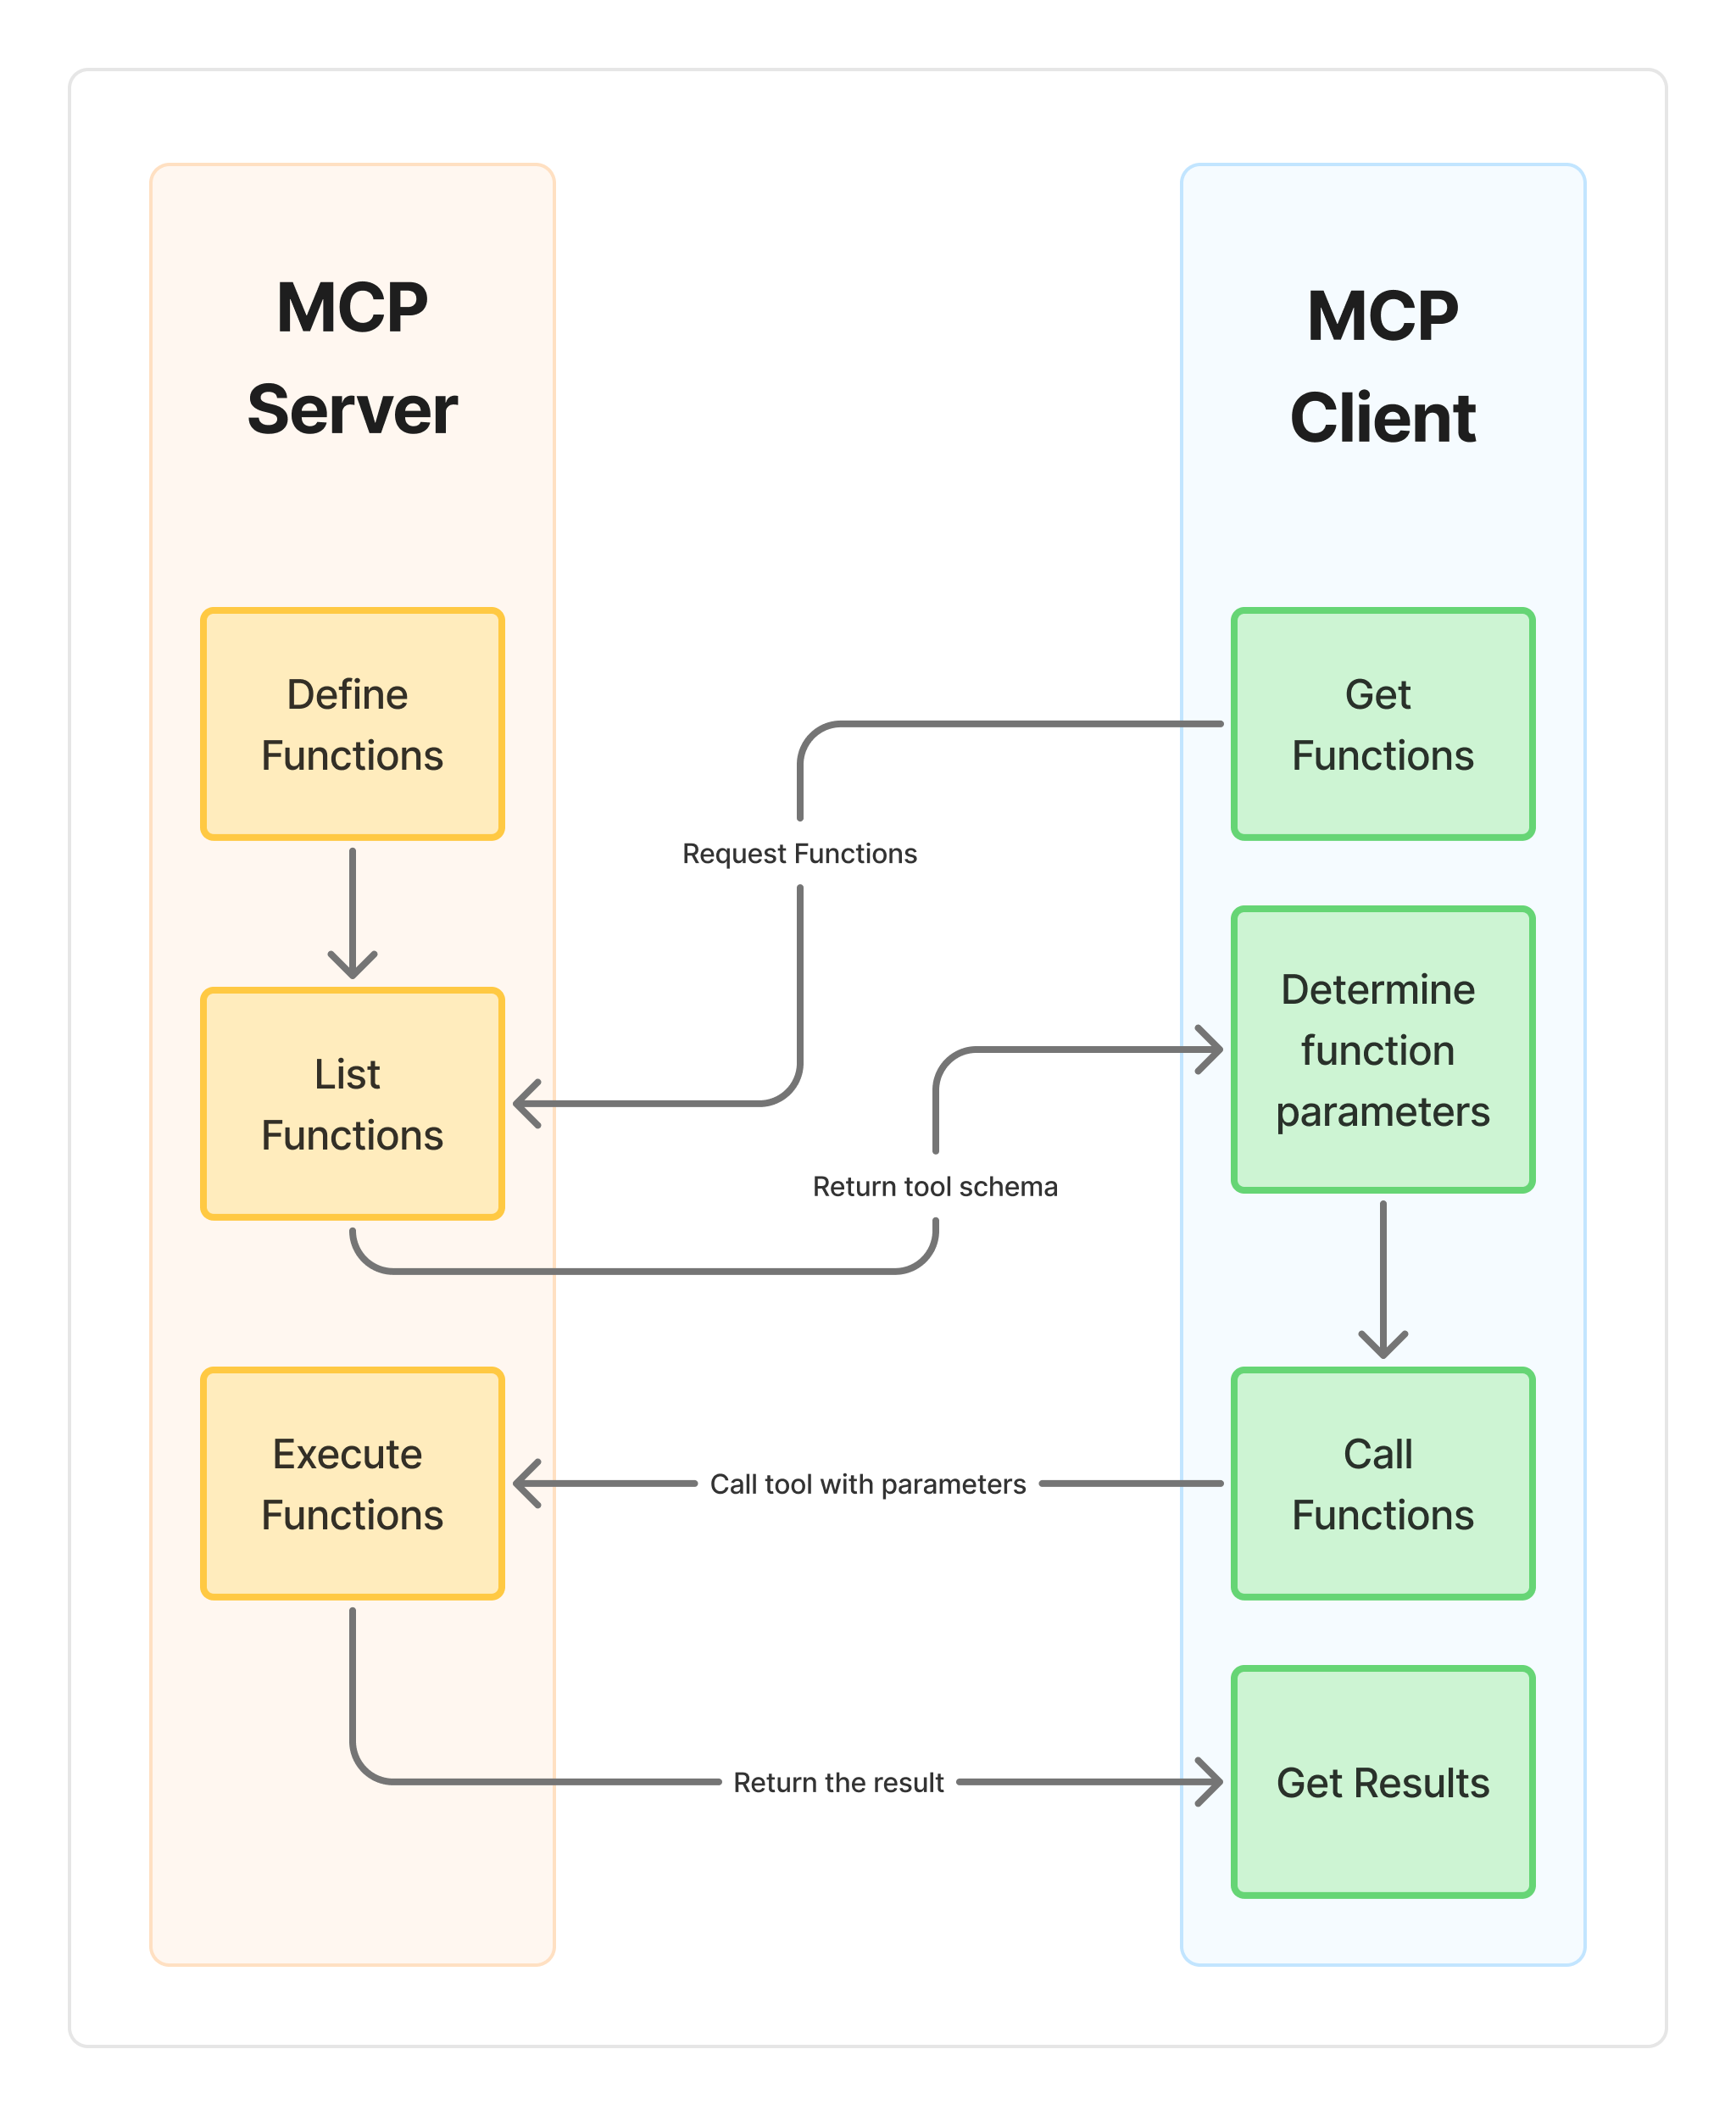 MCP
Server
Define
Functions
List
Functions
Execute
Functions
Request Functions
Return tool schema
Call tool with parameters
Return the result
MCP
Client
Get
Functions
Determine
function
parameters
Call
Functions
Get Results